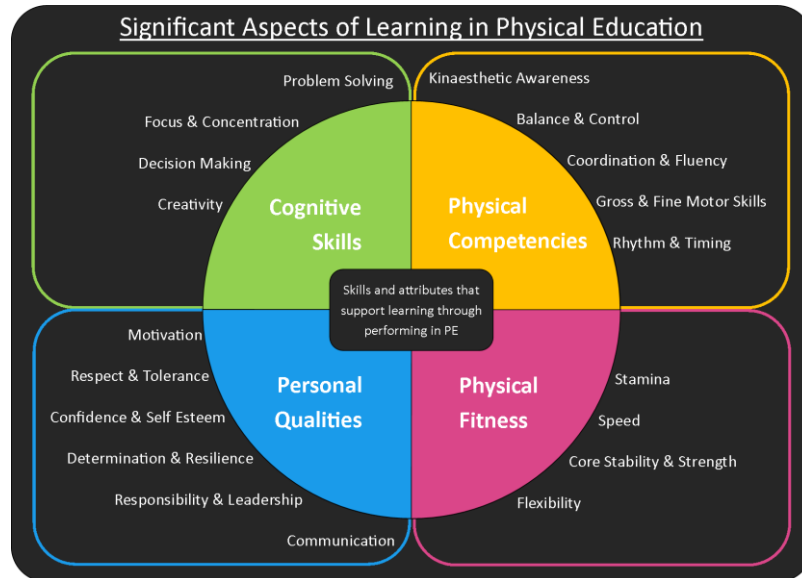 Significant Aspects of Learning in Physical Education
Problem Solving
Focus & Concentration
Decision Making
Creativity
Cognitive
Skills
Kinaesthetic Awareness
Balance & Control
Coordination & Fluency
Gross & Fine Motor Skills
Rhythm & Timing
Physical
Competencies
Skills and attributes that
support learning through
performing in PE
Motivation
Respect & Tolerance
Confidence & Self Esteem
Determination & Resilience
Responsibility & Leadership
Communication
Personal
Qualities
Physical
Fitness
Stamina
Speed
Core Stability & Strength
Flexibility